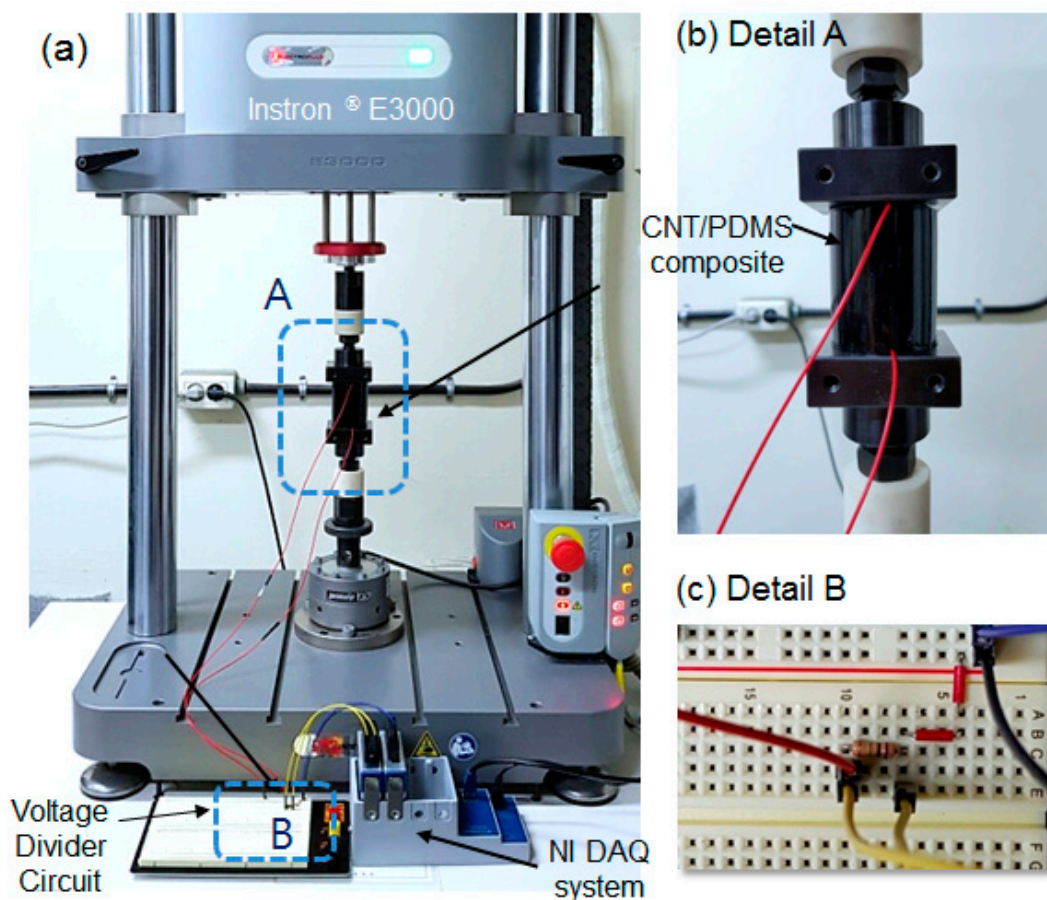 (a)
Instron ® E3000
E3000
A
B
Voltage
Divider
Circuit
NI DAQ
system
(b) Detail A
CNT/PDMS
composite
(c) Detail B
15
10
5
1
A
B
C
E
F
G